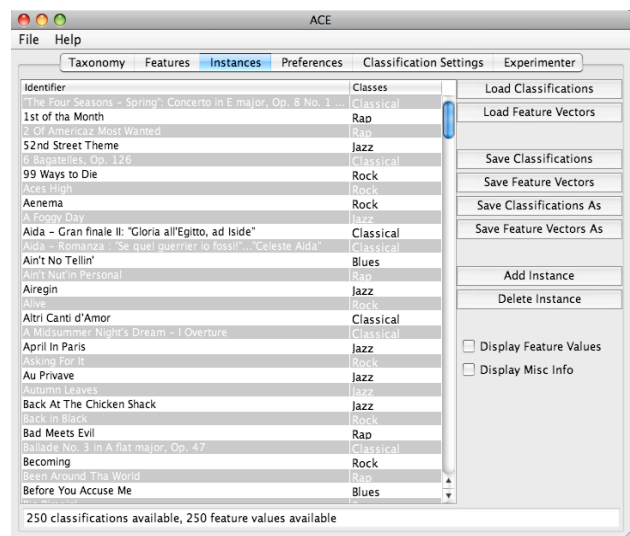 ACE
File Help
Taxonomy Features Instances Preferences Classification Settings Experimenter
Identifier Classes
"The Four Seasons - Spring": Concerto in E major, Op. 8 No. 1 ... Classical
1st of tha Month Rap
2 Of Americaz Most Wanted Rap
52nd Street Theme Jazz
6 Bagatelles, Op. 126 Classical
99 Ways to Die Rock
Aces High Rock
Aenema Rock
A Foggy Day Jazz
Aida - Gran finale II: "Gloria all'Egitto, ad Iside" Classical
Aida - Romanza : "Se quel guerrier io fossi!"..."Celeste Aida" Classical
Ain't No Tellin' Blues
Ain't Nut'in Personal Rap
Airegin Jazz
Alive Rock
Altri Canti d'Amor Classical
A Midsummer Night's Dream - I Overture Classical
April In Paris Jazz
Asking For It Rock
Au Privave Jazz
Autumn Leaves Jazz
Back At The Chicken Shack Jazz
Back in Black Rock
Bad Meets Evil Rap
Ballade No. 3 in A flat major, Op. 47 Classical
Becoming Rock
Been Around Tha World Rap
Before You Accuse Me Blues
Load Classifications
Load Feature Vectors
Save Classifications
Save Feature Vectors
Save Classifications As
Save Feature Vectors As
Add Instance
Delete Instance
Display Feature Values
Display Misc Info
250 classifications available, 250 feature values available